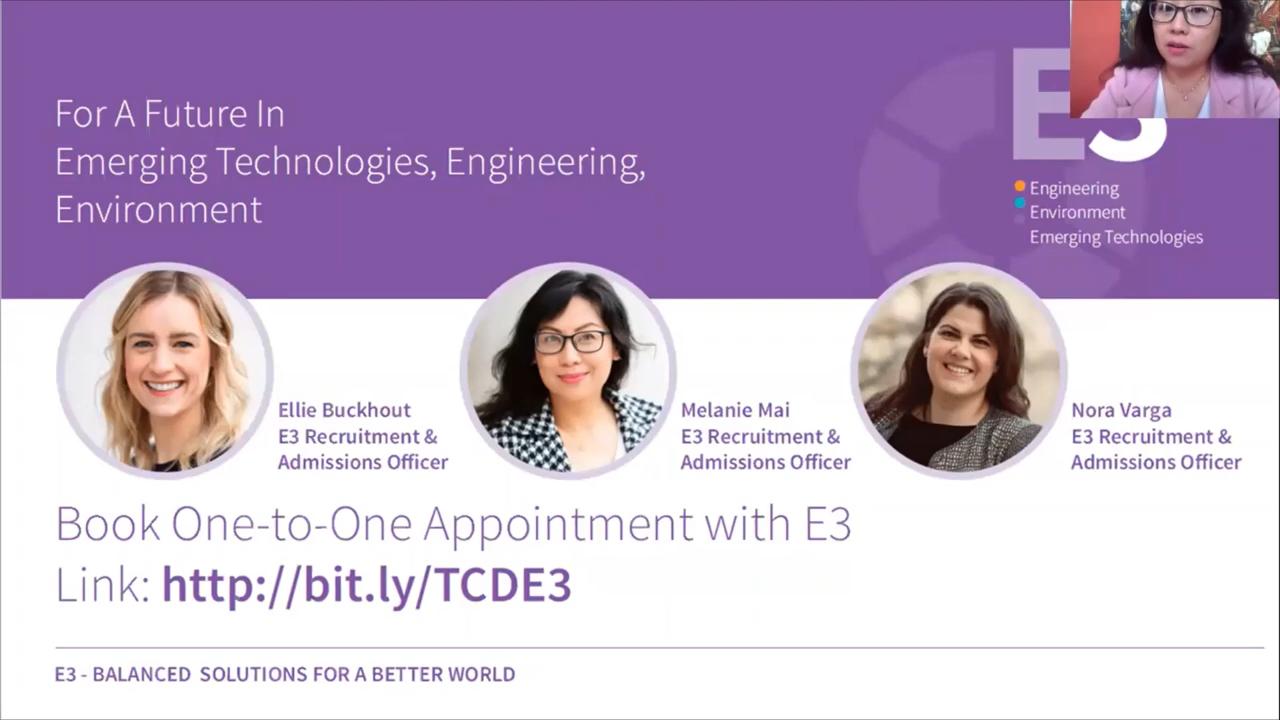 For A Future In
Emerging Technologies, Engineering,
Environment
E3
Engineering
Environment
Emerging Technologies
Ellie Buckhout
E3 Recruitment &
Admissions Officer
Melanie Mai
E3 Recruitment &
Admissions Officer
Nora Varga
E3 Recruitment &
Admissions Officer
Book One-to-One Appointment with E3
Link: http://bit.ly/TCDE3
E3 - BALANCED SOLUTIONS FOR A BETTER WORLD